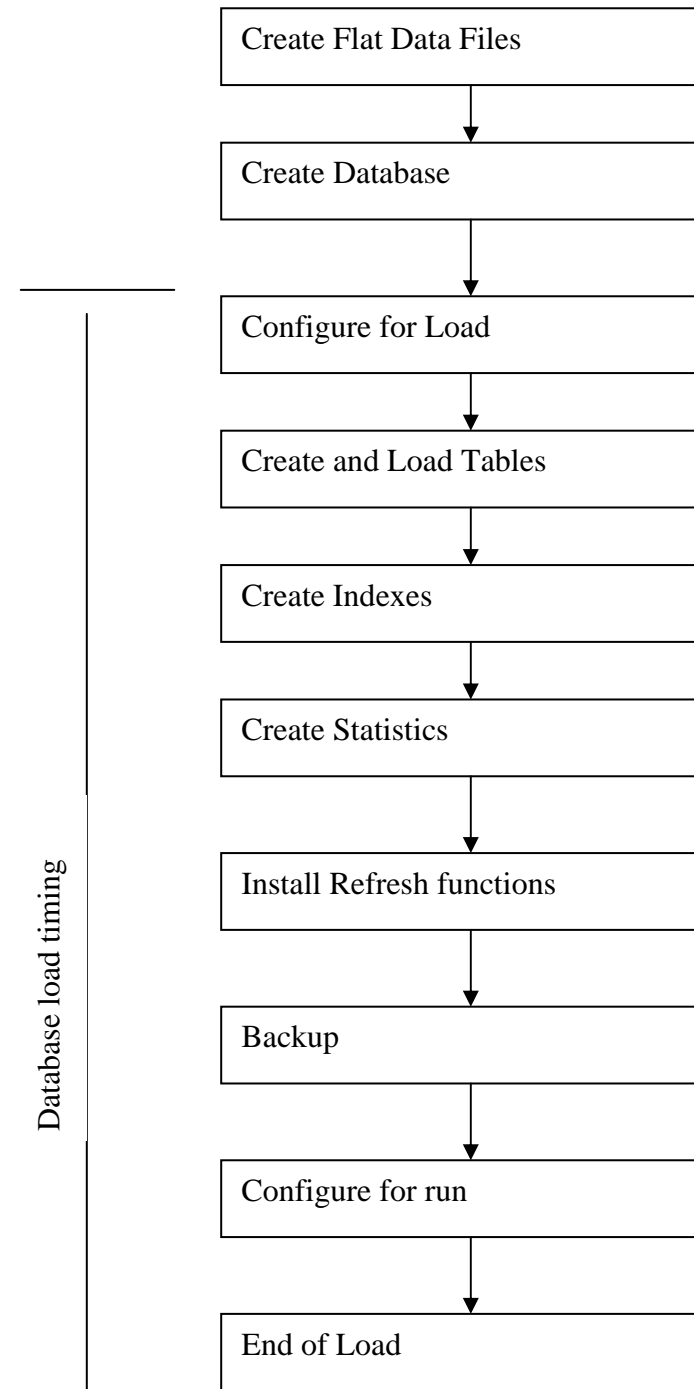 Create Flat Data Files
Create Database
Configure for Load
Create and Load Tables
Create Indexes
Create Statistics
Install Refresh functions
Database load timing
Backup
Configure for run
End of Load